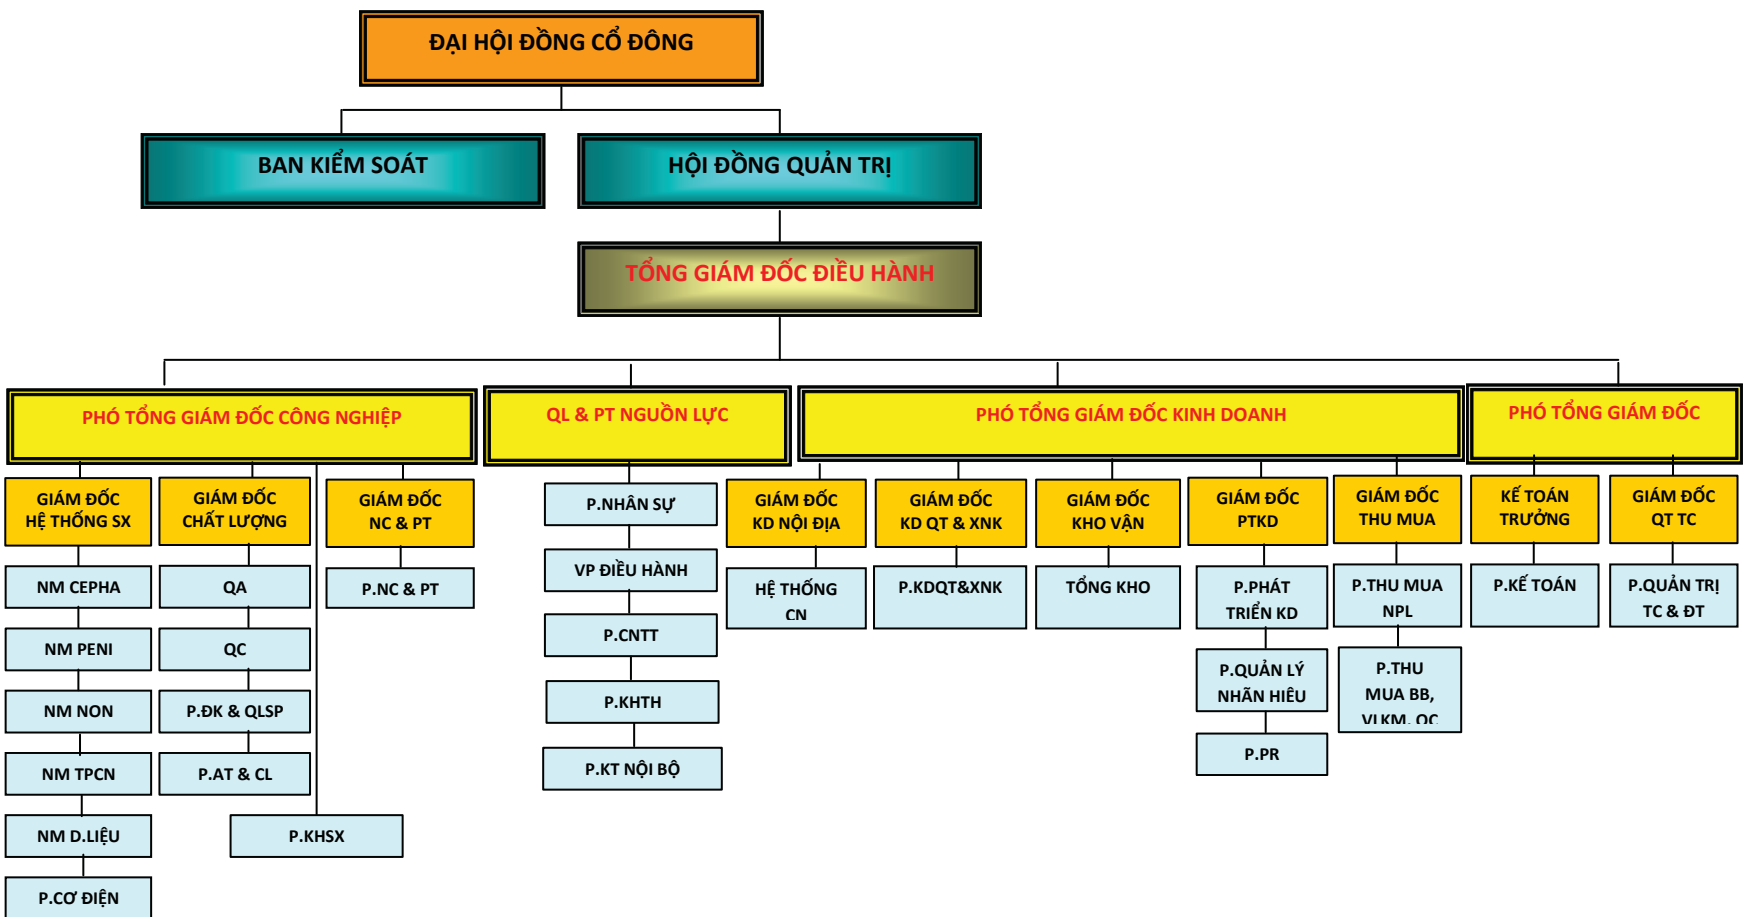 ĐẠI HỘI ĐỒNG CỔ ĐÔNG
BAN KIỂM SOÁT
HỘI ĐỒNG QUẢN TRỊ
TỔNG GIÁM ĐỐC ĐIỀU HÀNH
PHÓ TỔNG GIÁM ĐỐC CÔNG NGHIỆP
QL & PT NGUỒN LỰC
PHÓ TỔNG GIÁM ĐỐC KINH DOANH
PHÓ TỔNG GIÁM ĐỐC
GIÁM ĐỐC
HỆ THỐNG SX
GIÁM ĐỐC
CHẤT LƯỢNG
GIÁM ĐỐC
NC & PT
P.NHÂN SỰ
GIÁM ĐỐC
KD NỘI ĐỊA
GIÁM ĐỐC
KD QT & XNK
GIÁM ĐỐC
KHO VẬN
GIÁM ĐỐC
PTKD
GIÁM ĐỐC
THU MUA
KẾ TOÁN
TRƯỞNG
GIÁM ĐỐC
QT TC
NM CEPHA
QA
P.NC & PT
VP ĐIỀU HÀNH
HỆ THỐNG
CN
P.KDQT&XNK
TỔNG KHO
P.PHÁT
TRIỂN KD
P.THU MUA
NPL
P.KẾ TOÁN
P.QUẢN TRỊ
TC & ĐT
NM PENI
QC
P.CNTT
P.QUẢN LÝ
NHÃN HIÊU
P.THU
MUA BB,
VLKM, QC
NM NON
P.ĐK & QLSP
P.KHTH
NM TPCN
P.AT & CL
P.KT NỘI BỘ
P.PR
NM D.LIỆU
P.KHSX
P.CƠ ĐIỆN